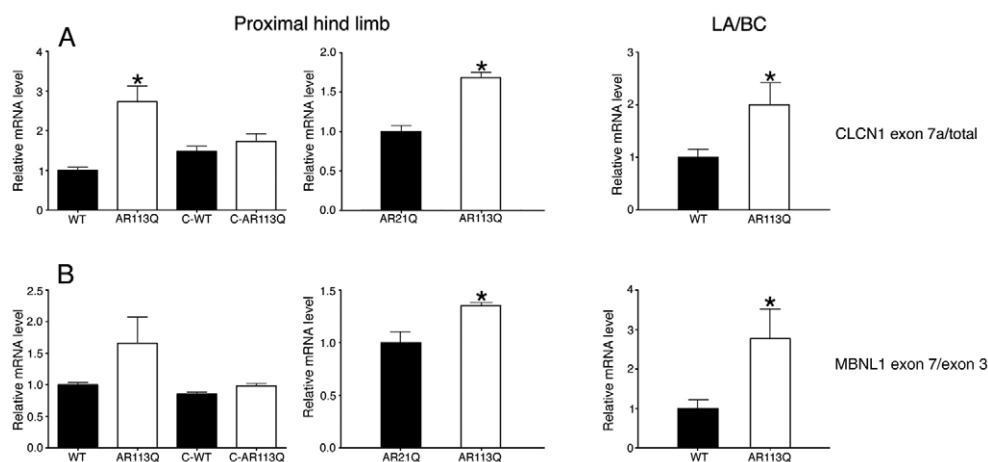 Proximal hind limb
LA/BC
A
Relative mRNA level
4
3
2
1
0
*
WT AR113Q C-WT C-AR113Q
Relative mRNA level
2.0
1.5
1.0
0.5
0.0
*
AR21Q AR113Q
Relative mRNA level
3
2
1
0
*
WT AR113Q
CLCN1 exon 7a/total
B
Relative mRNA level
2.5
2.0
1.5
1.0
0.5
0.0
WT AR113Q C-WT C-AR113Q
Relative mRNA level
1.5
1.0
0.5
0.0
*
AR21Q AR113Q
Relative mRNA level
4
3
2
1
0
*
WT AR113Q
MBNL1 exon 7/exon 3